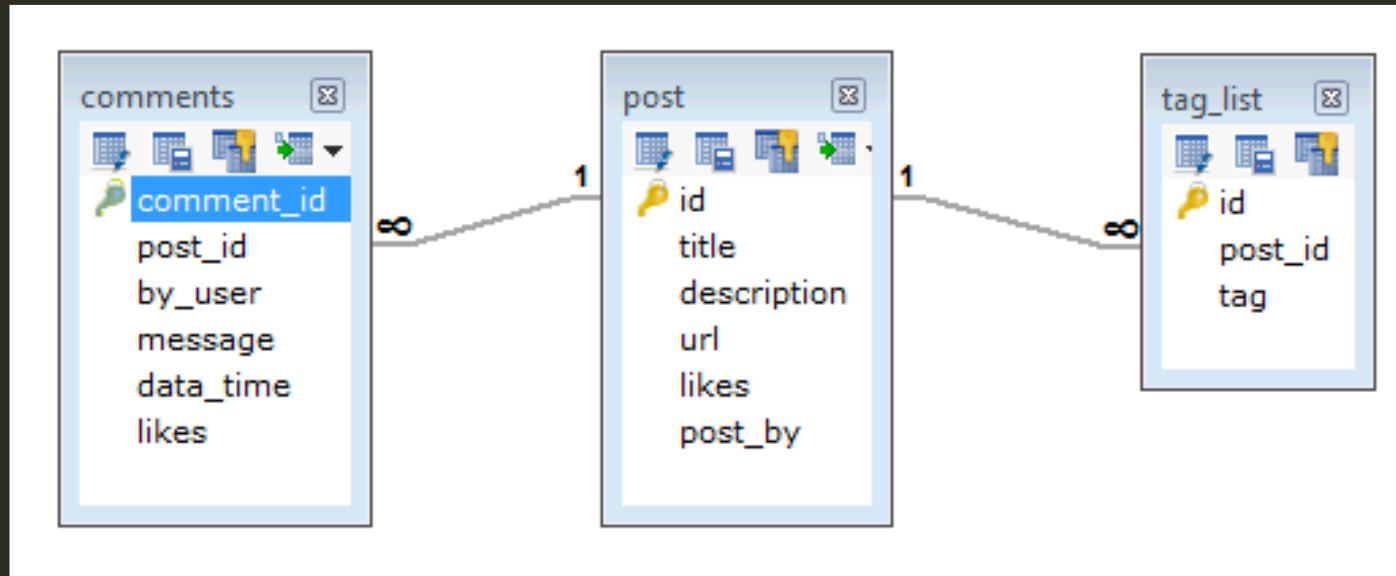 comments
comment_id
post_id
by_user
message
data_time
likes
∞
1
post
id
title
description
url
likes
post_by
1
∞
tag_list
id
post_id
tag